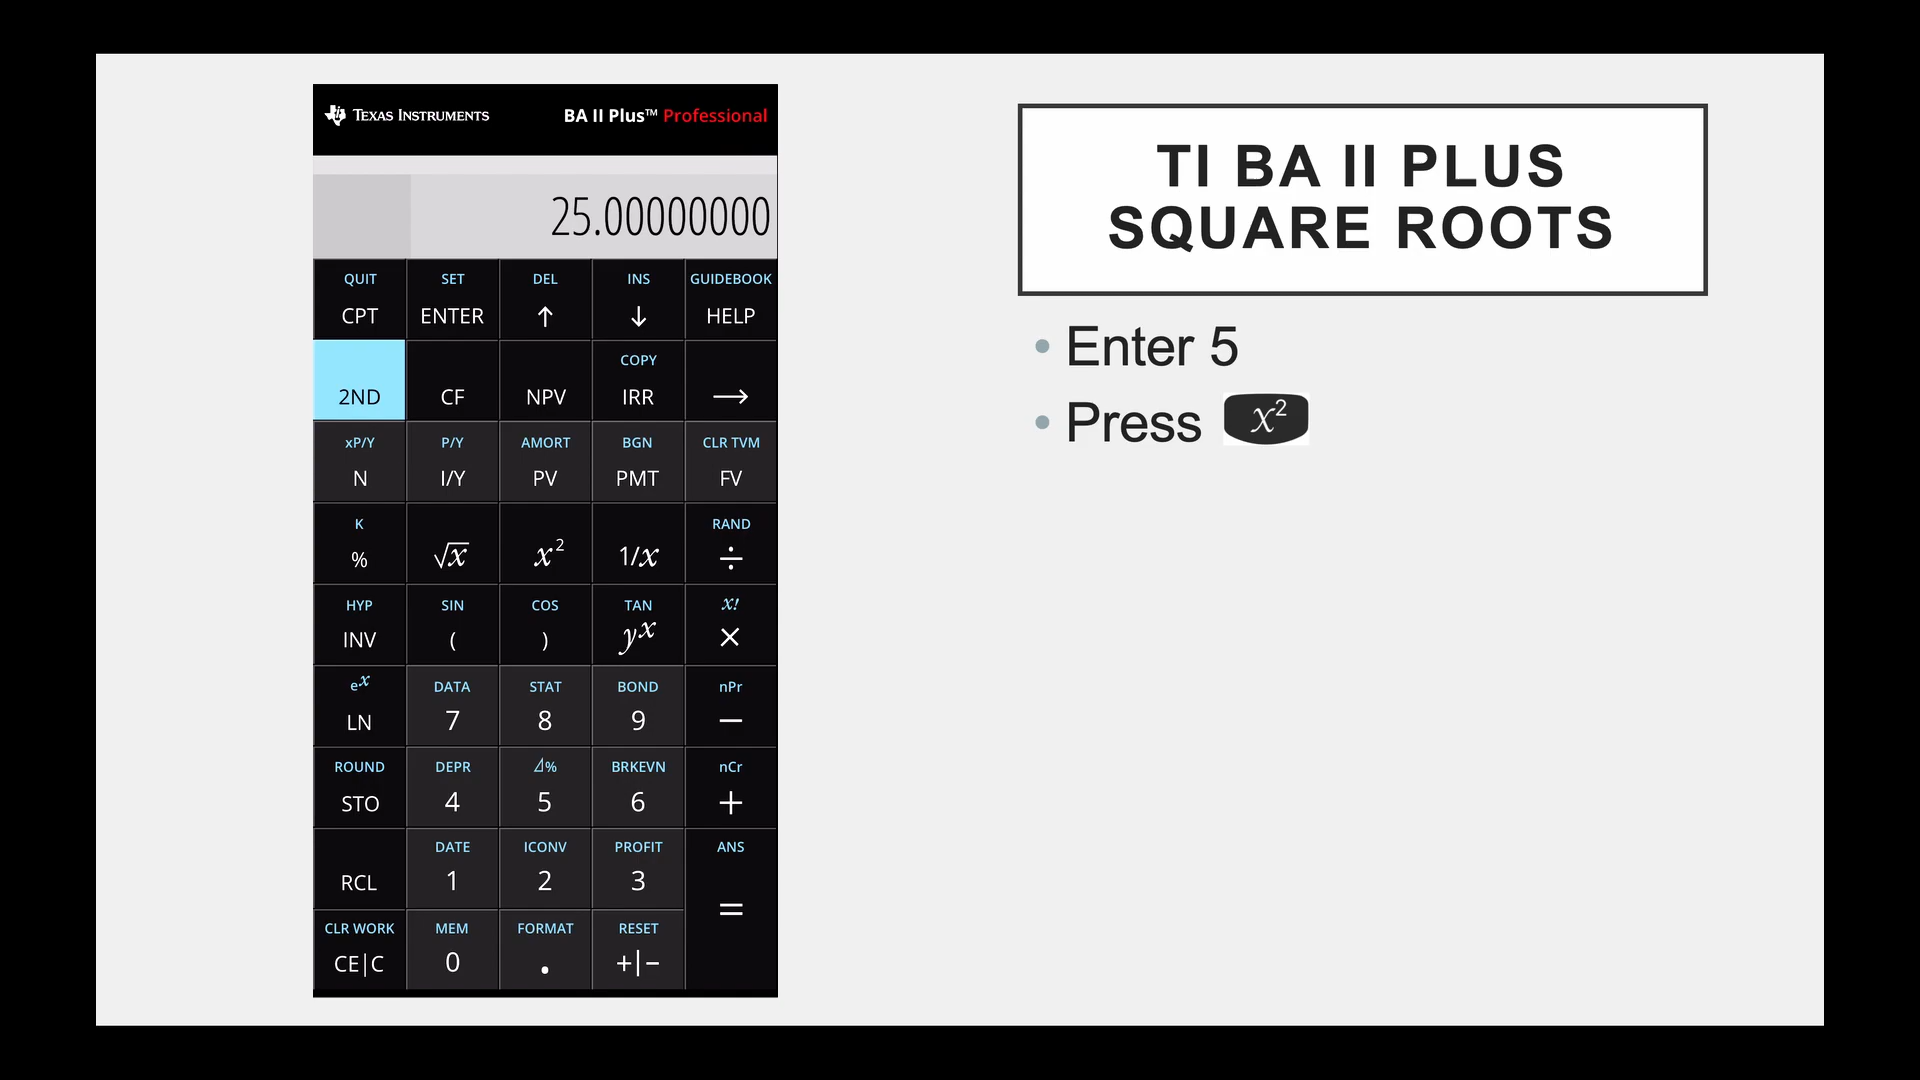 TEXAS INSTRUMENTS BA II Plus™ Professional
25.00000000
QUIT SET DEL INS GUIDEBOOK
CPT ENTER ↑ ↓ HELP
COPY
2ND CF NPV IRR →
xP/Y P/Y AMORT BGN CLR TVM
N I/Y PV PMT FV
K RAND
% √x x² 1/x ÷
HYP SIN COS TAN x!
INV ( ) yˣ ×
eˣ DATA STAT BOND nPr
LN 7 8 9 −
ROUND DEPR Δ% BRKEVN nCr
STO 4 5 6 +
DATE ICONV PROFIT ANS
RCL 1 2 3 =
CLR WORK MEM FORMAT RESET
CE|C 0 . +|−
TI BA II PLUS
SQUARE ROOTS
• Enter 5
• Press x²